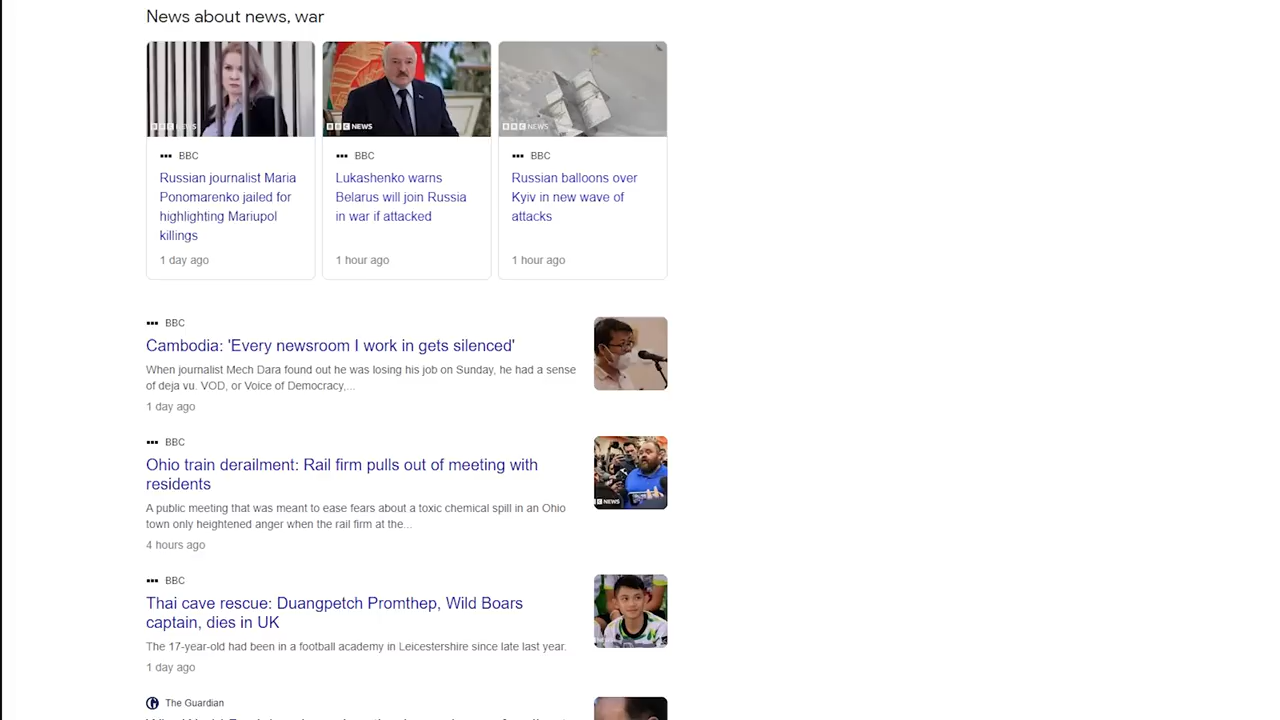 News about news, war
BBC NEWS
BBC NEWS
BBC NEWS
BBC
Russian journalist Maria
Ponomarenko jailed for
highlighting Mariupol
killings
1 day ago
BBC
Lukashenko warns
Belarus will join Russia
in war if attacked
1 hour ago
BBC
Russian balloons over
Kyiv in new wave of
attacks
1 hour ago
BBC
Cambodia: 'Every newsroom I work in gets silenced'
When journalist Mech Dara found out he was losing his job on Sunday, he had a sense
of deja vu. VOD, or Voice of Democracy,...
1 day ago
BBC
Ohio train derailment: Rail firm pulls out of meeting with
residents
A public meeting that was meant to ease fears about a toxic chemical spill in an Ohio
town only heightened anger when the rail firm at the...
4 hours ago
NEWS
BBC
Thai cave rescue: Duangpetch Promthep, Wild Boars
captain, dies in UK
The 17-year-old had been in a football academy in Leicestershire since late last year.
1 day ago
The Guardian